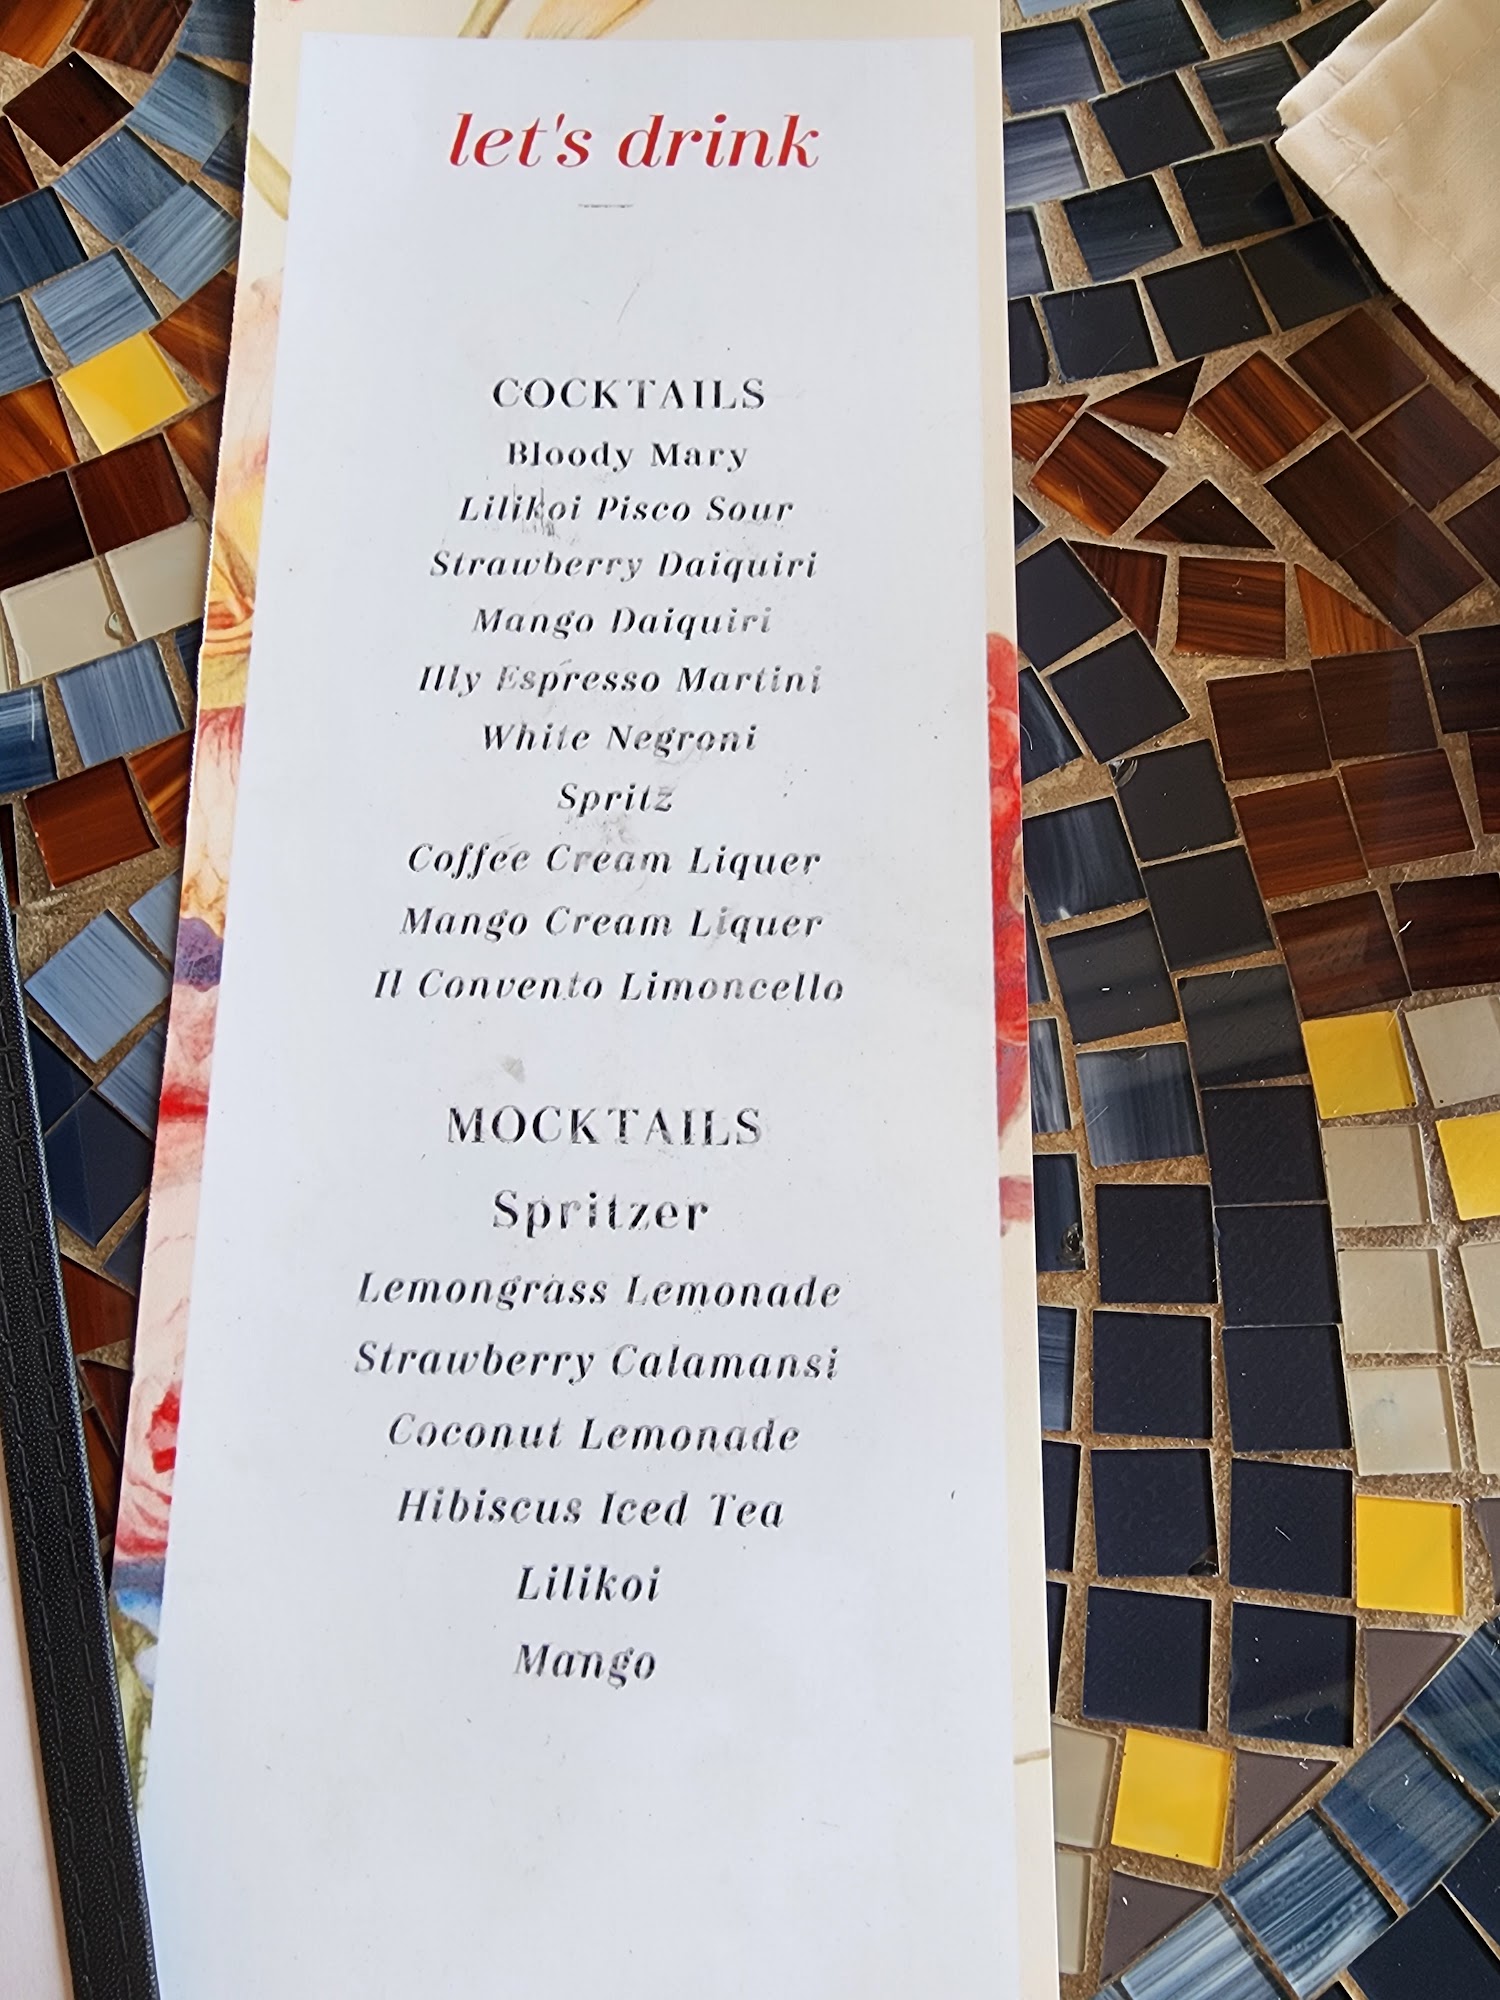 let's drink
COCKTAILS
Bloody Mary
Lilikoi Pisco Sour
Strawberry Daiquiri
Mango Daiquiri
Illy Espresso Martini
White Negroni
Spritz
Coffee Cream Liquer
Mango Cream Liquer
Il Convento Limoncello
MOCKTAILS
Spritzer
Lemongrass Lemonade
Strawberry Calamansi
Coconut Lemonade
Hibiscus Iced Tea
Lilikoi
Mango